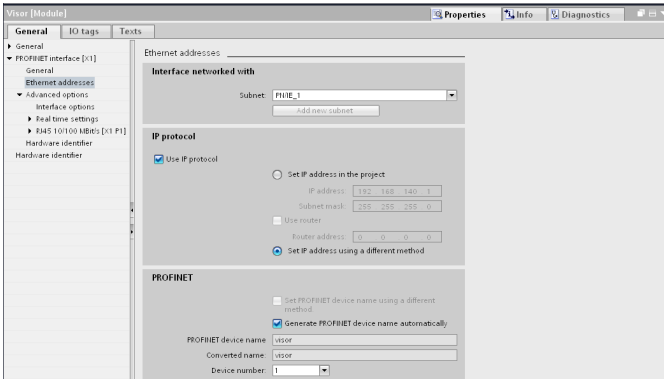 Visor [Module]
Properties
Info
Diagnostics
General
IO tags
Texts
General
PROFINET interface [X1]
General
Ethernet addresses
Advanced options
Interface options
Real time settings
RJ45 10/100 MBit/s [X1 P1]
Hardware identifier
Hardware identifier
Ethernet addresses
Interface networked with
Subnet: PN/IE_1
Add new subnet
IP protocol
Use IP protocol
Set IP address in the project
IP address: 192 . 168 . 140 . 1
Subnet mask: 255 . 255 . 255 . 0
Use router
Router address: 0 . 0 . 0 . 0
Set IP address using a different method
PROFINET
Set PROFINET device name using a different
method
Generate PROFINET device name automatically
PROFINET device name visor
Converted name: visor
Device number: 1